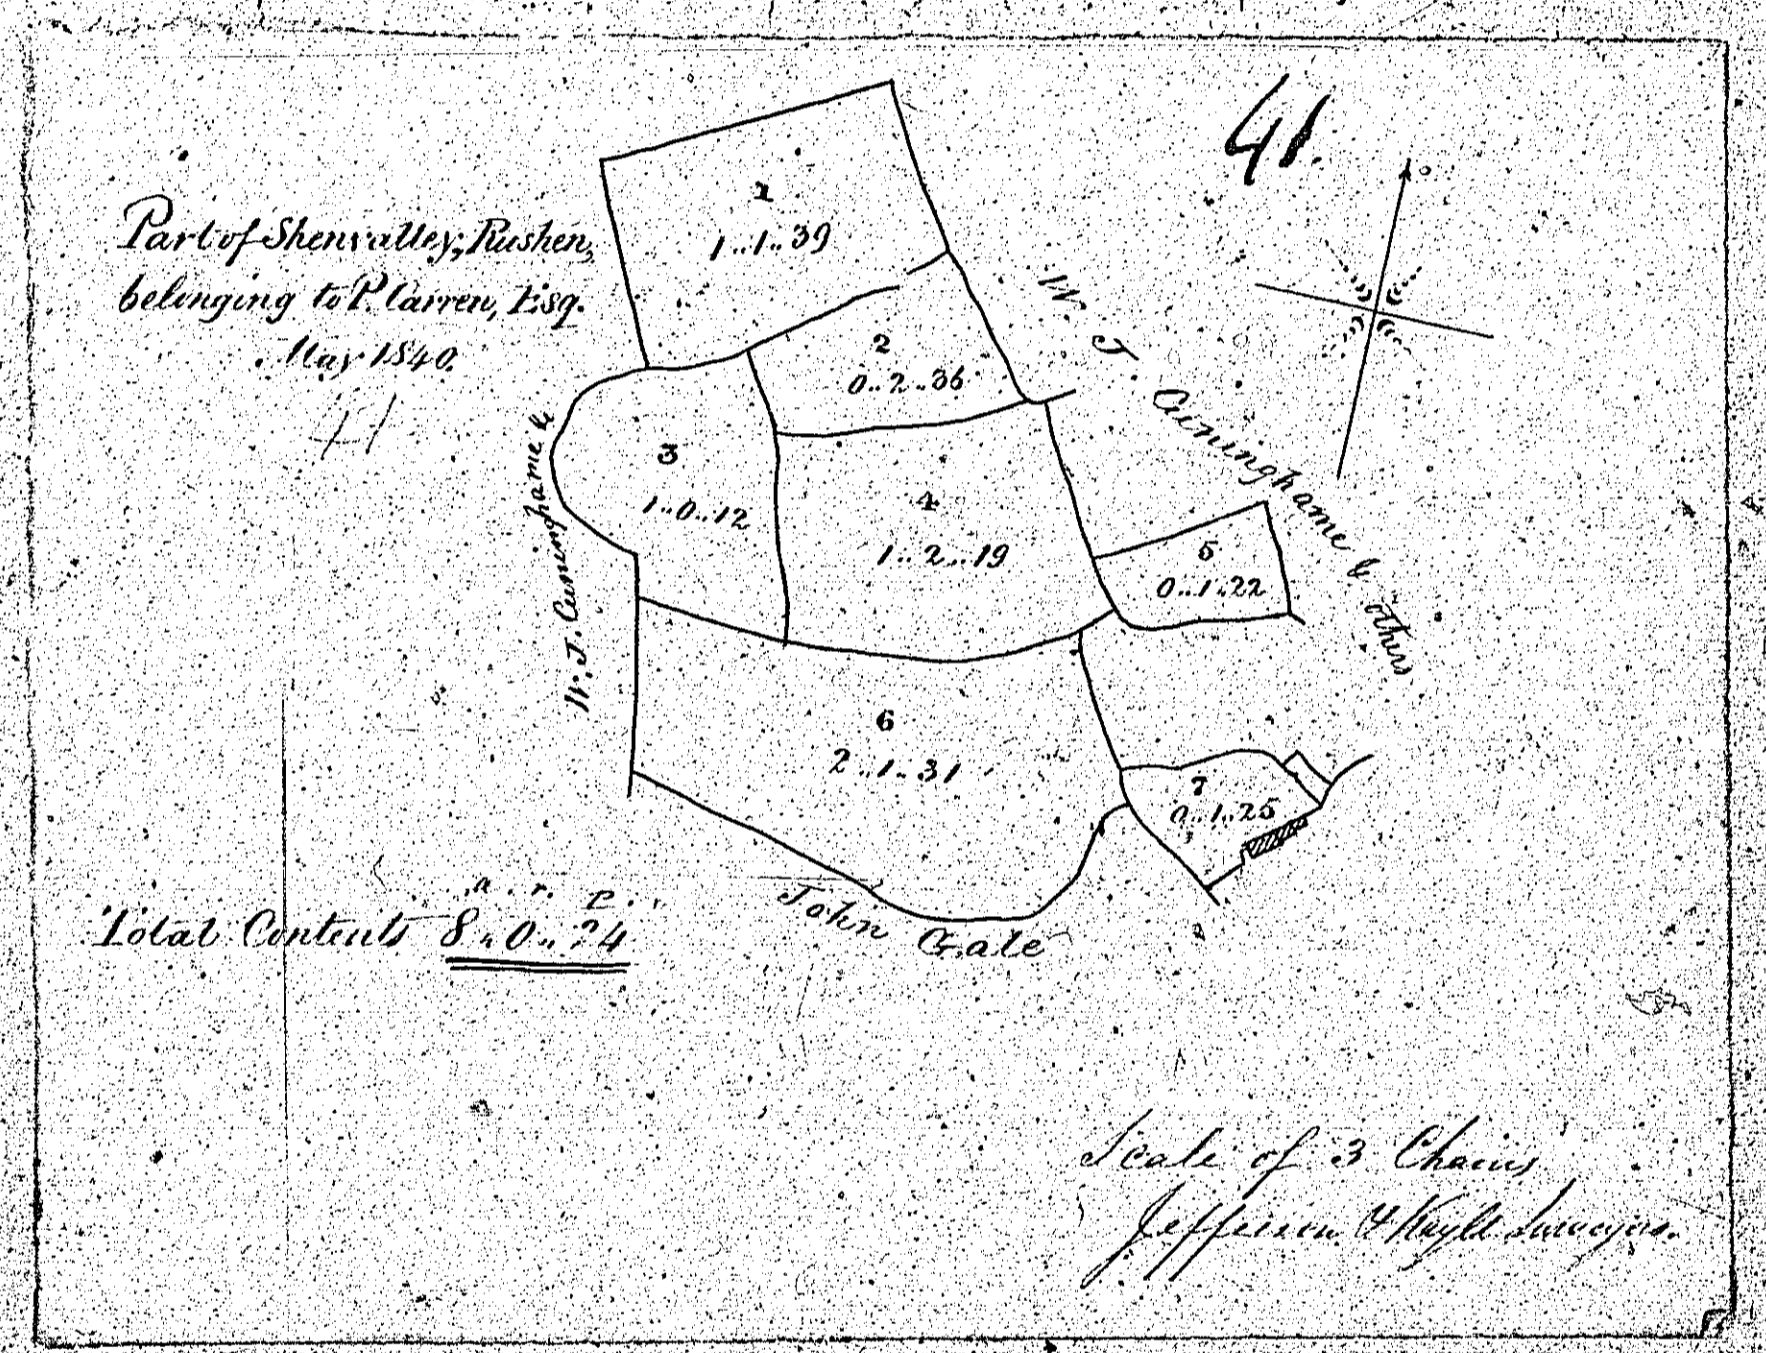 41.
Part of Shenvalley, Rushen,
belonging to P. Carren, Esq.
May 1840.
41
1
1..1..39
2
0..2..36
3
1..0..12
4
1..2..19
5
0..1..22
6
2..1..31
7
0..1..25
W. J. Cuninghame &
W. J. Cuninghame & others
John Gale
a. r. p.
Total Contents 8..0..24
Scale of 3 Chains
Surveyors.